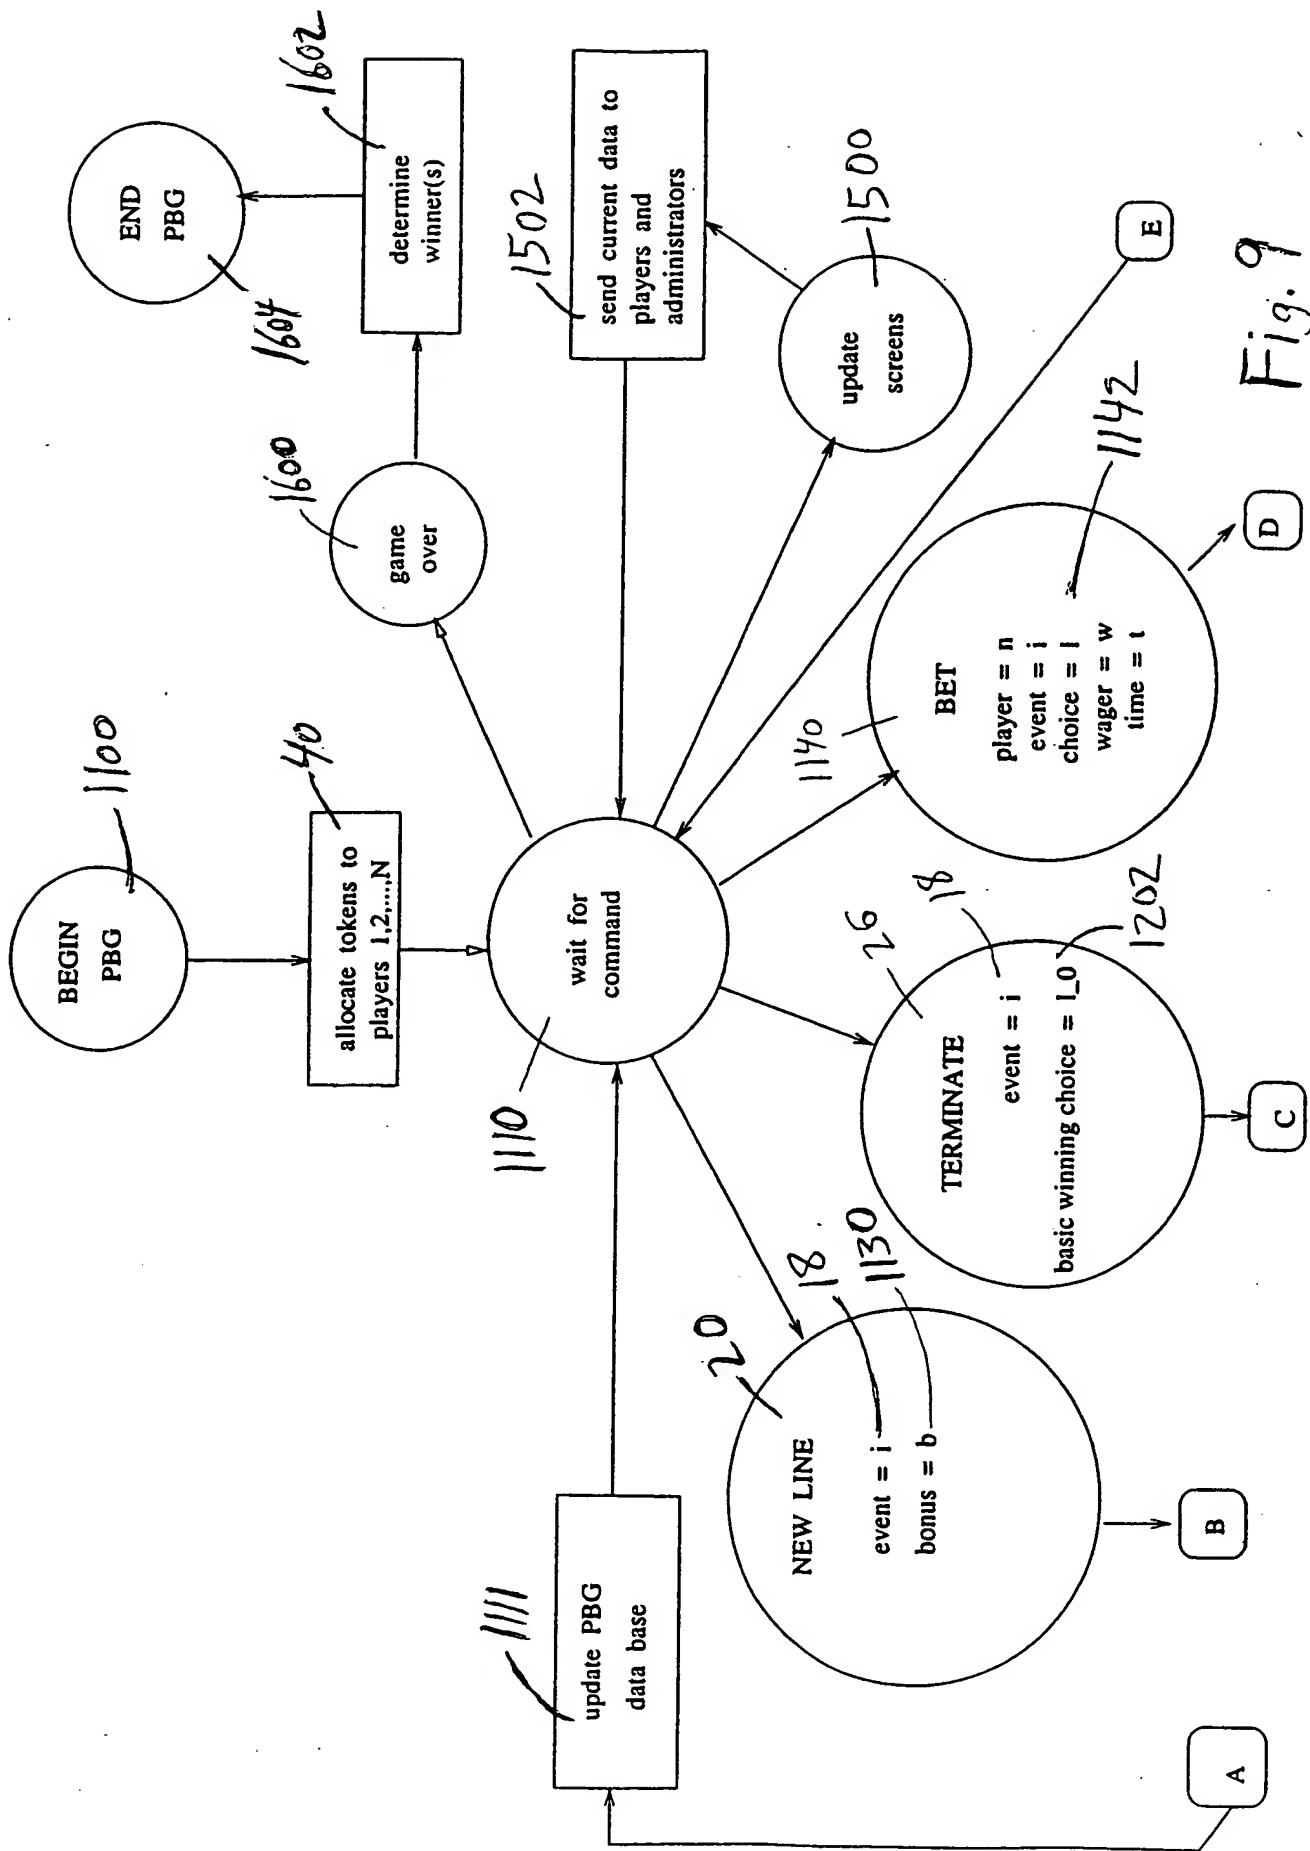 BEGIN
PBG
1100
allocate tokens to
players 1,2,...,N
40
END
PBG
1604
determine
winner(s)
1602
game
over
1600
send current data to
players and
administrators
1502
update
screens
1500
wait for
command
1110
update PBG
data base
1111
NEW LINE
event = i
bonus = b
20
18
1130
TERMINATE
event = i
basic winning choice = l_0
26
18
1202
BET
player = n
event = i
choice = l
wager = w
time = t
1140
1142
A
B
C
D
E
Fig. 9